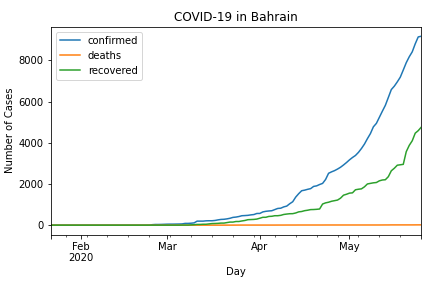 COVID-19 in Bahrain
confirmed
deaths
recovered
Number of Cases
8000
6000
4000
2000
0
Feb
2020
Mar
Apr
May
Day